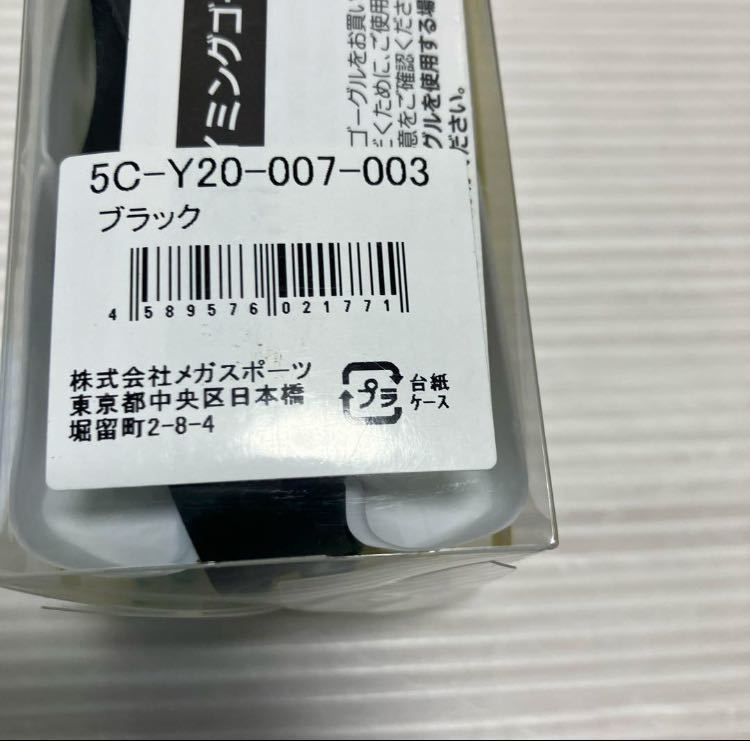 イミングゴー
ゴーグルをお買い
だくために、ご使用
意をご確認くださ
グルを使用する場
ください。
5C-Y20-007-003
ブラック
4 589576 021771
株式会社メガスポーツ
東京都中央区日本橋
堀留町2-8-4
プラ
台紙
ケース